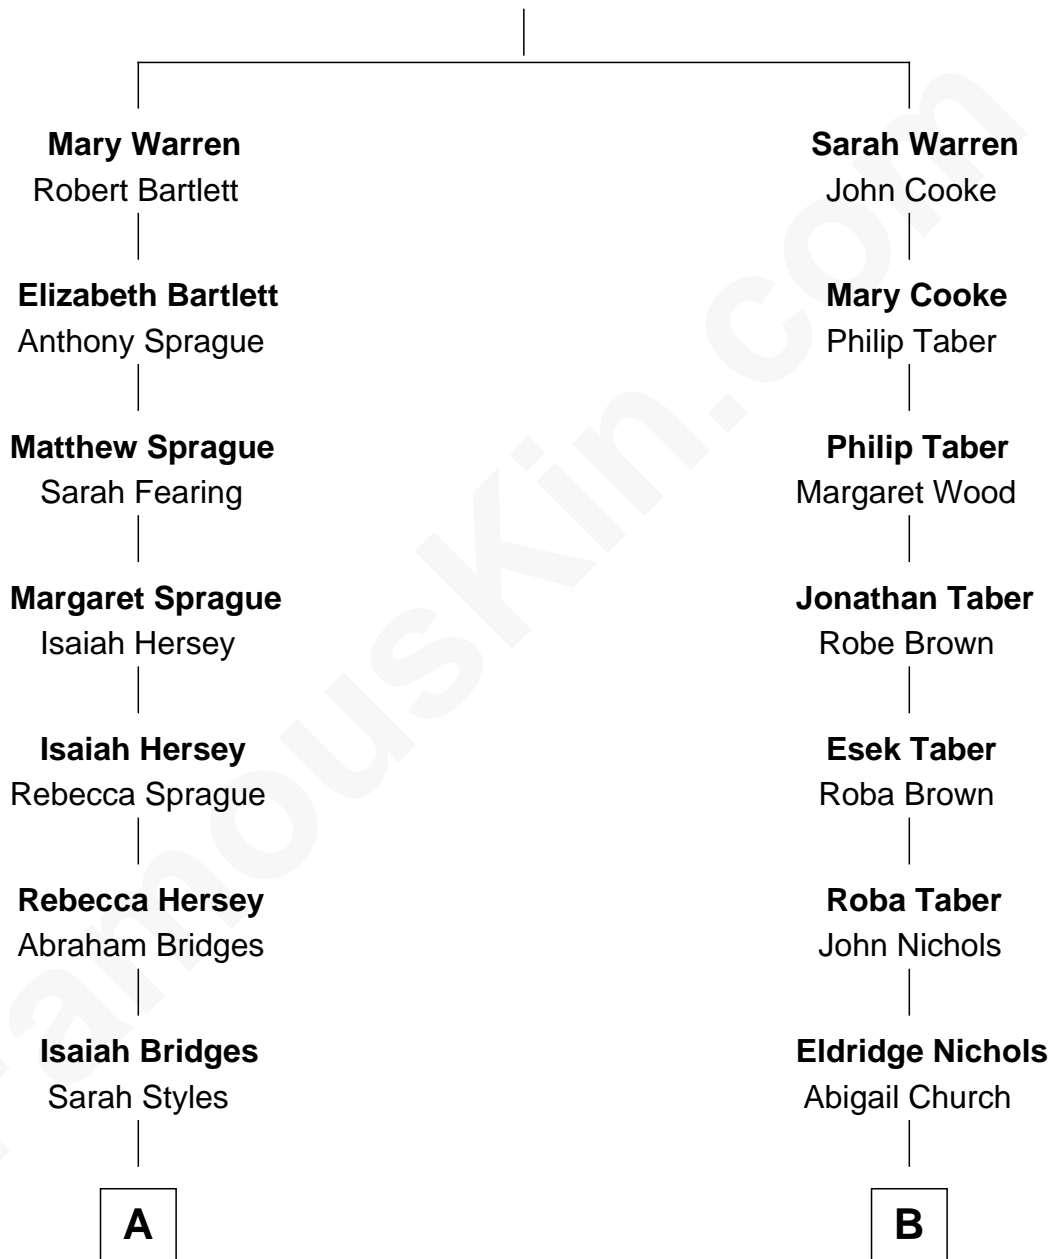 Mary Warren
Robert Bartlett
Sarah Warren
John Cooke
Elizabeth Bartlett
Anthony Sprague
Mary Cooke
Philip Taber
Matthew Sprague
Sarah Fearing
Philip Taber
Margaret Wood
Margaret Sprague
Isaiah Hersey
Jonathan Taber
Robe Brown
Isaiah Hersey
Rebecca Sprague
Esek Taber
Roba Brown
Rebecca Hersey
Abraham Bridges
Roba Taber
John Nichols
Isaiah Bridges
Sarah Styles
Eldridge Nichols
Abigail Church
A
B
FamousKin.com